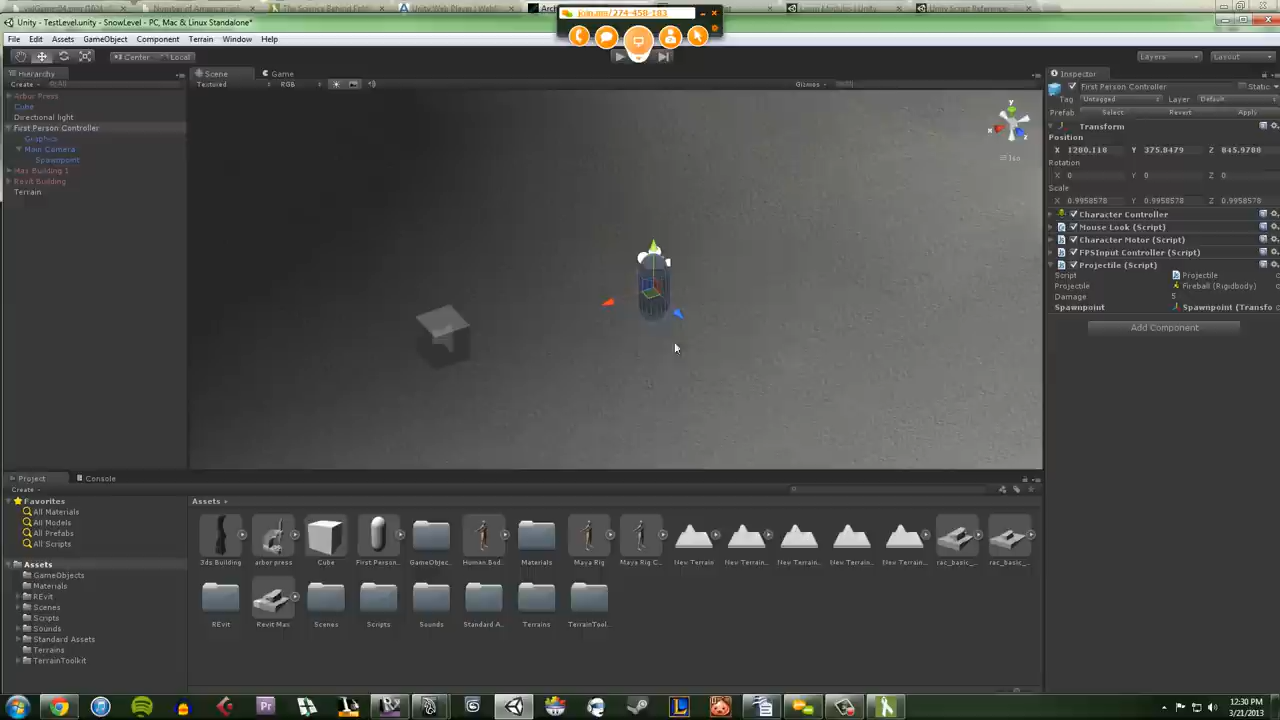 join.me/274-458-183
Unity - TestLevel.unity - SnowLevel - PC, Mac & Linux Standalone*
File Edit Assets GameObject Component Terrain Window Help
Center Local
Layers Layout
Hierarchy
Create All
Arbor Press
Cube
Directional light
First Person Controller
Graphics
Main Camera
Spawnpoint
Max Building 1
Revit Building
Terrain
Scene Game
Textured RGB Gizmos All
y
x
z
Iso
Inspector
First Person Controller Static
Tag Untagged Layer Default
Prefab Select Revert Apply
Transform
Position
X 1280.110 Y 375.0479 Z 845.9788
Rotation
X 0 Y 0 Z 0
Scale
X 0.9958578 Y 0.9958578 Z 0.9958578
Character Controller
Mouse Look (Script)
Character Motor (Script)
FPSInput Controller (Script)
Projectile (Script)
Script Projectile
Projectile Fireball (Rigidbody)
Damage 5
Spawnpoint Spawnpoint (Transfo
Add Component
Project Console
Create
Favorites
All Materials
All Models
All Prefabs
All Scripts
Assets
GameObjects
Materials
REvit
Scenes
Scripts
Sounds
Standard Assets
Terrains
TerrainToolkit
Assets
3ds Building arbor press Cube First Person... GameObjec... Human.Bod... Materials Maya Rig Maya Rig C... New Terrain New Terrain... New Terrain... New Terrain... New Terrain... rac_basic_... rac_basic_...
REvit Revit Max Scenes Scripts Sounds Standard A... Terrains TerrainTool...
12:30 PM
3/21/2013